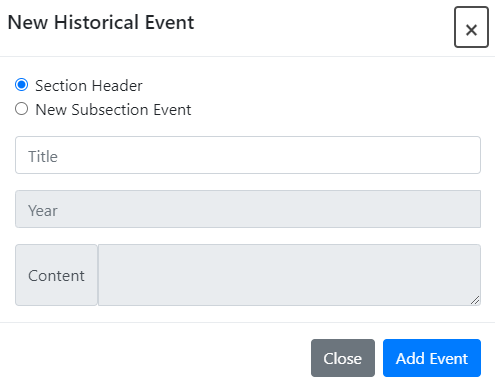 New Historical Event
×
Section Header
New Subsection Event
Title
Year
Content
Close Add Event